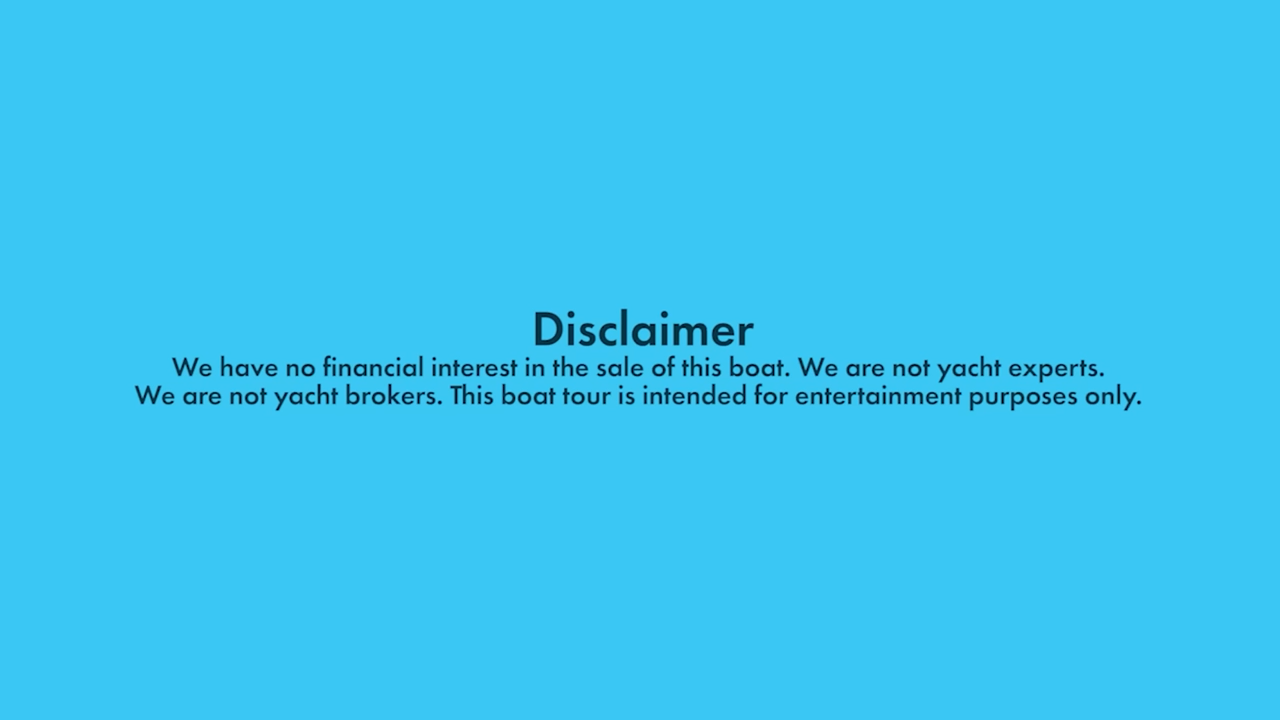 Disclaimer
We have no financial interest in the sale of this boat. We are not yacht experts.
We are not yacht brokers. This boat tour is intended for entertainment purposes only.